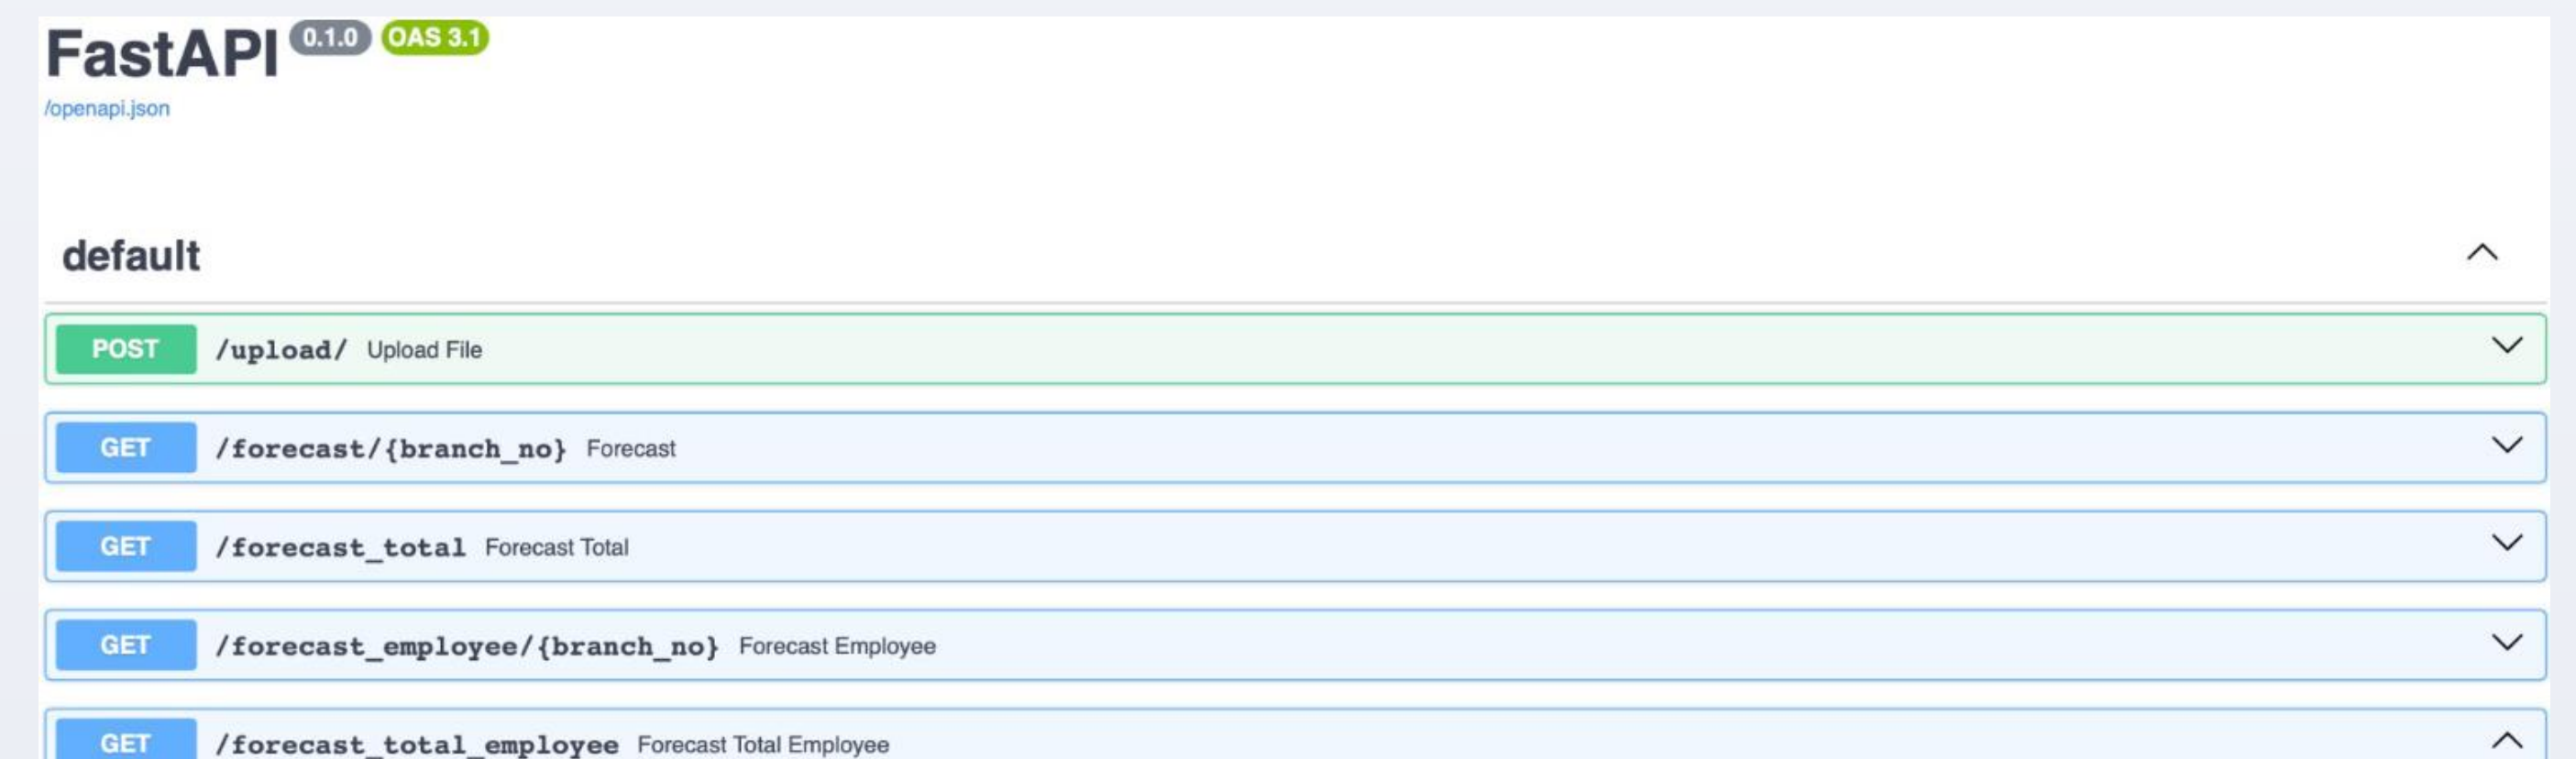 FastAPI 0.1.0 OAS 3.1
/openapi.json
default
POST /upload/ Upload File
GET /forecast/{branch_no} Forecast
GET /forecast_total Forecast Total
GET /forecast_employee/{branch_no} Forecast Employee
GET /forecast_total_employee Forecast Total Employee